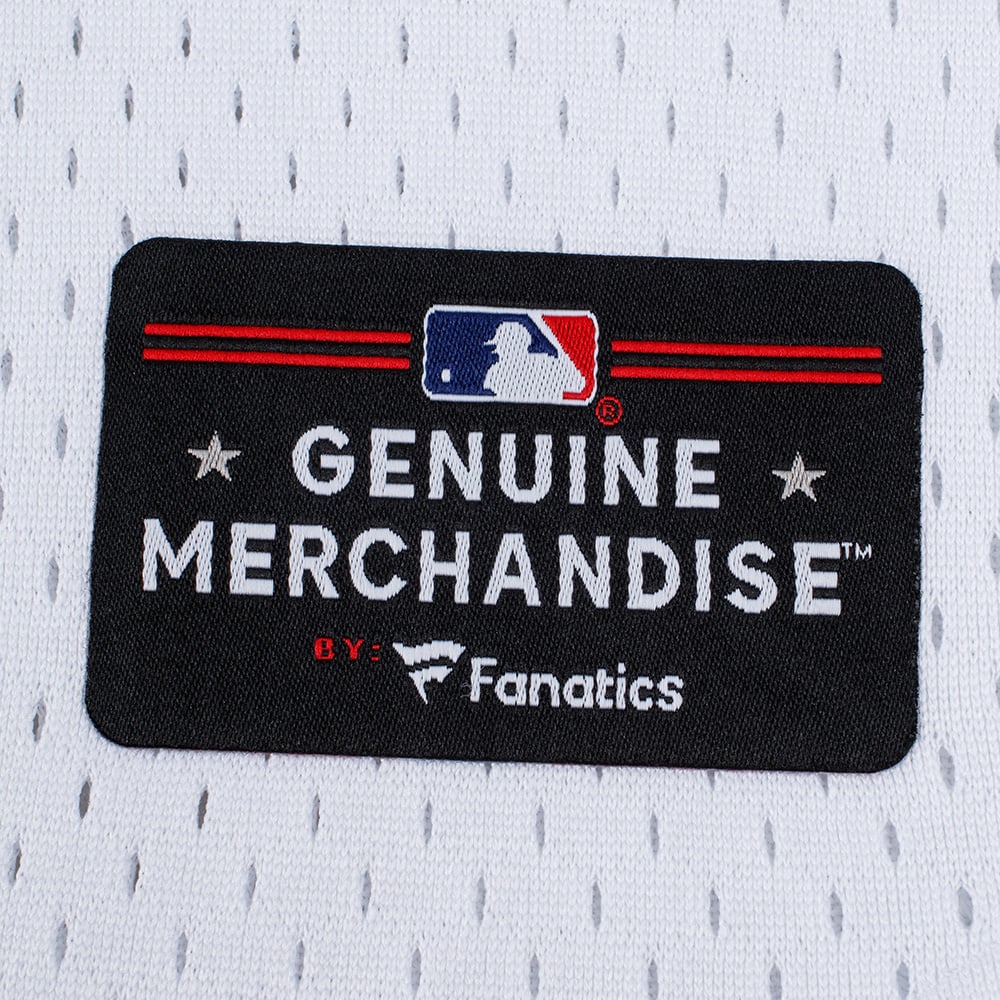 ®
GENUINE
MERCHANDISE™
BY: Fanatics